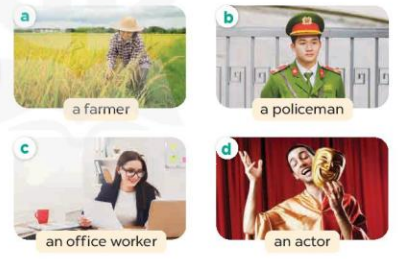 a
b
a farmer
a policeman
c
d
an office worker
an actor